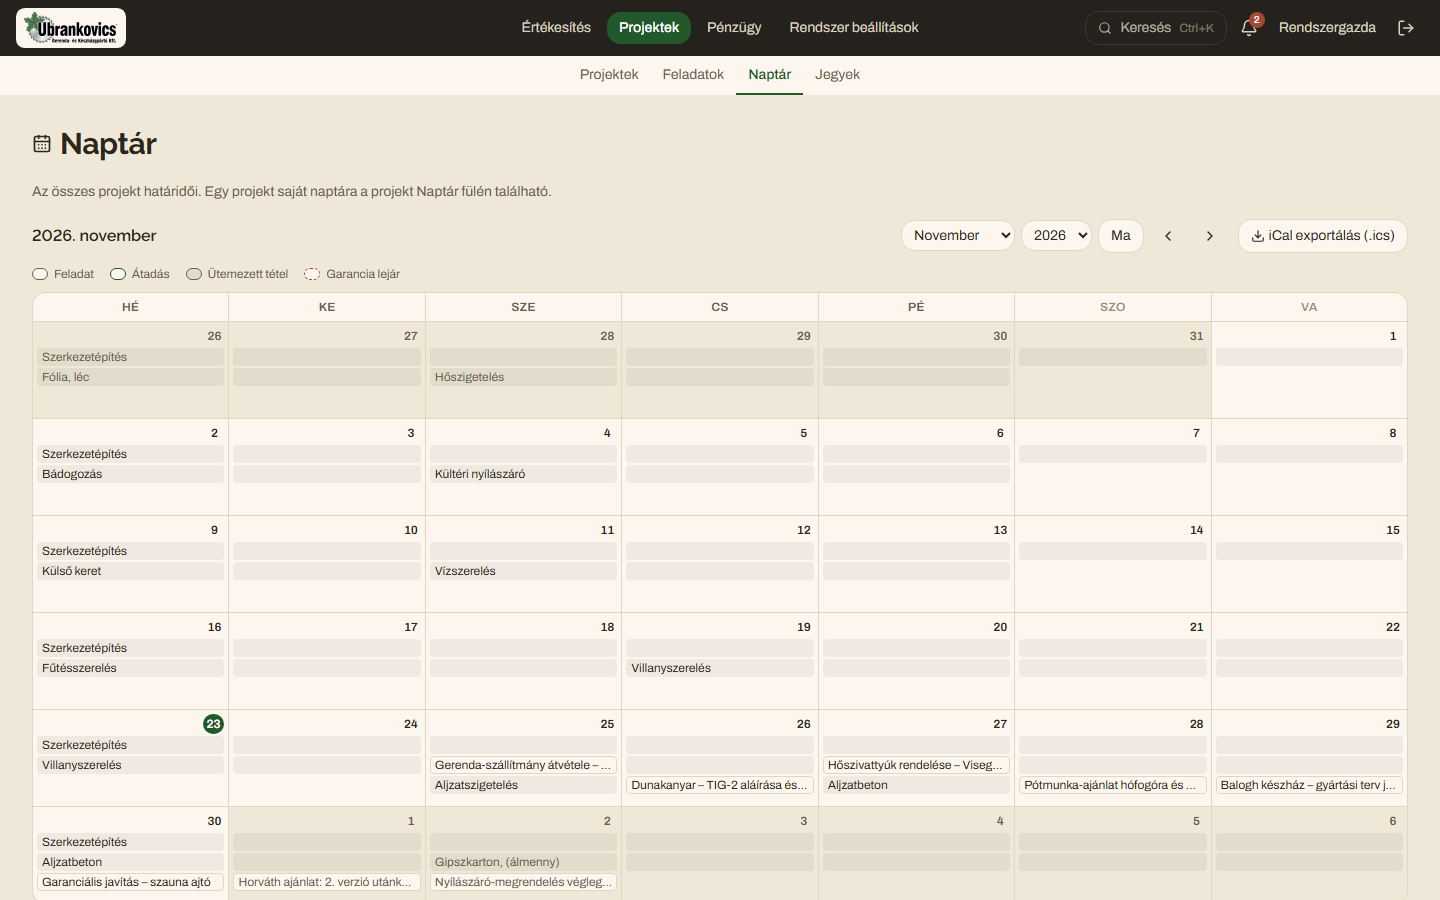 Ubrankovics
Gerenda- és Készházgyártó Kft.
Értékesítés
Projektek
Pénzügy
Rendszer beállítások
Keresés Ctrl+K
2
Rendszergazda
Projektek
Feladatok
Naptár
Jegyek
Naptár
Az összes projekt határidői. Egy projekt saját naptára a projekt Naptár fülén található.
2026. november
November
2026
Ma
iCal exportálás (.ics)
Feladat
Átadás
Ütemezett tétel
Garancia lejár
HÉ KE SZE CS PÉ SZO VA
26 27 28 29 30 31 1
Szerkezetépítés
Fólia, léc Hőszigetelés
2 3 4 5 6 7 8
Szerkezetépítés
Bádogozás Kültéri nyílászáró
9 10 11 12 13 14 15
Szerkezetépítés
Külső keret Vízszerelés
16 17 18 19 20 21 22
Szerkezetépítés
Fűtésszerelés Villanyszerelés
23 24 25 26 27 28 29
Szerkezetépítés
Villanyszerelés Gerenda-szállítmány átvétele – ... Hőszivattyúk rendelése – Viseg...
Aljzatszigetelés Dunakanyar – TIG-2 aláírása és... Aljzatbeton Pótmunka-ajánlat hófogóra és ... Balogh készház – gyártási terv j...
30 1 2 3 4 5 6
Szerkezetépítés
Aljzatbeton Gipszkarton, (álmenny)
Garanciális javítás – szauna ajtó Horváth ajánlat: 2. verzió utánk... Nyílászáró-megrendelés végleg...